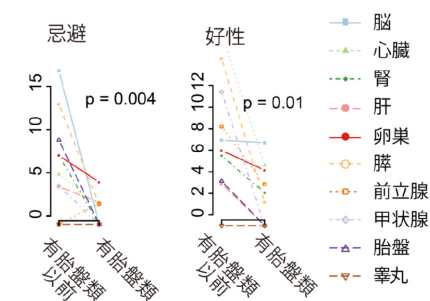 忌避
好性
p = 0.004
p = 0.01
15
10
5
0
12
10
8
6
4
2
0
有胎盤類
以前
有胎盤類
有胎盤類
以前
有胎盤類
脳
心臓
腎
肝
卵巣
膵
前立腺
甲状腺
胎盤
睾丸